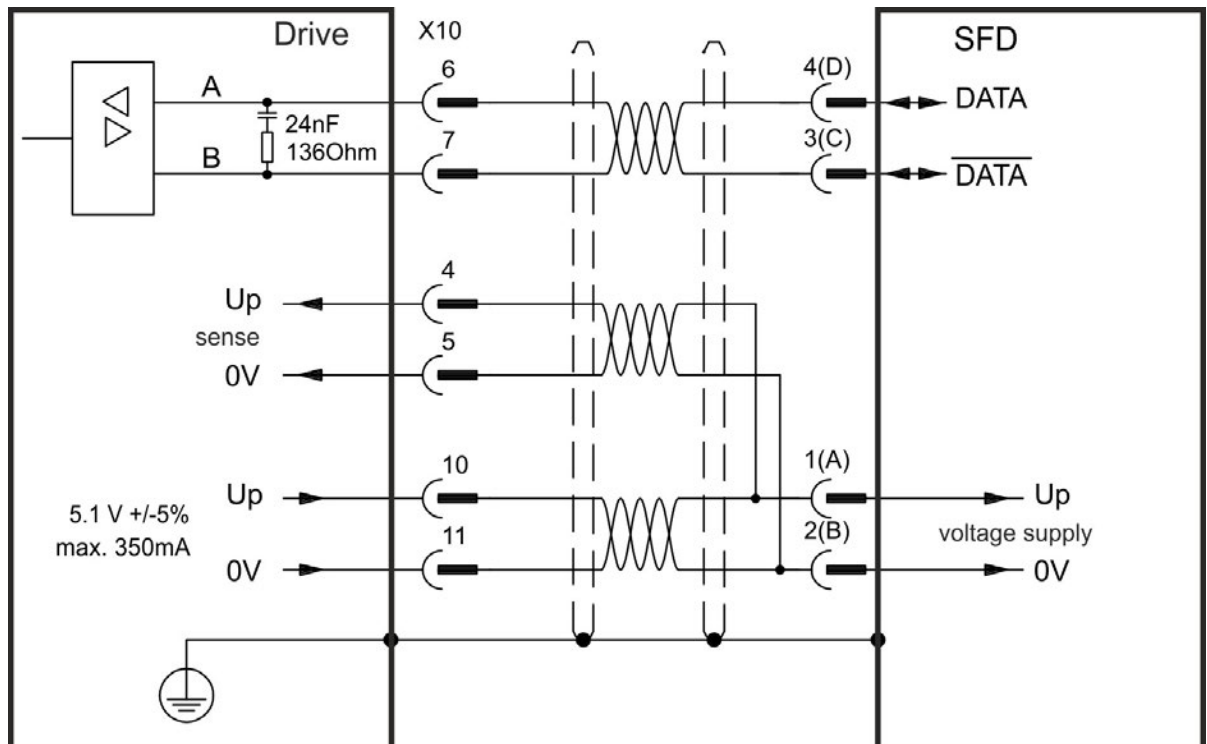 Drive
X10
SFD
6
4(D)
A
DATA
24nF
136Ohm
7
3(C)
B
DATA
4
Up
sense
5
0V
10
1(A)
Up
Up
5.1 V +/-5%
max. 350mA
11
2(B)
voltage supply
0V
0V